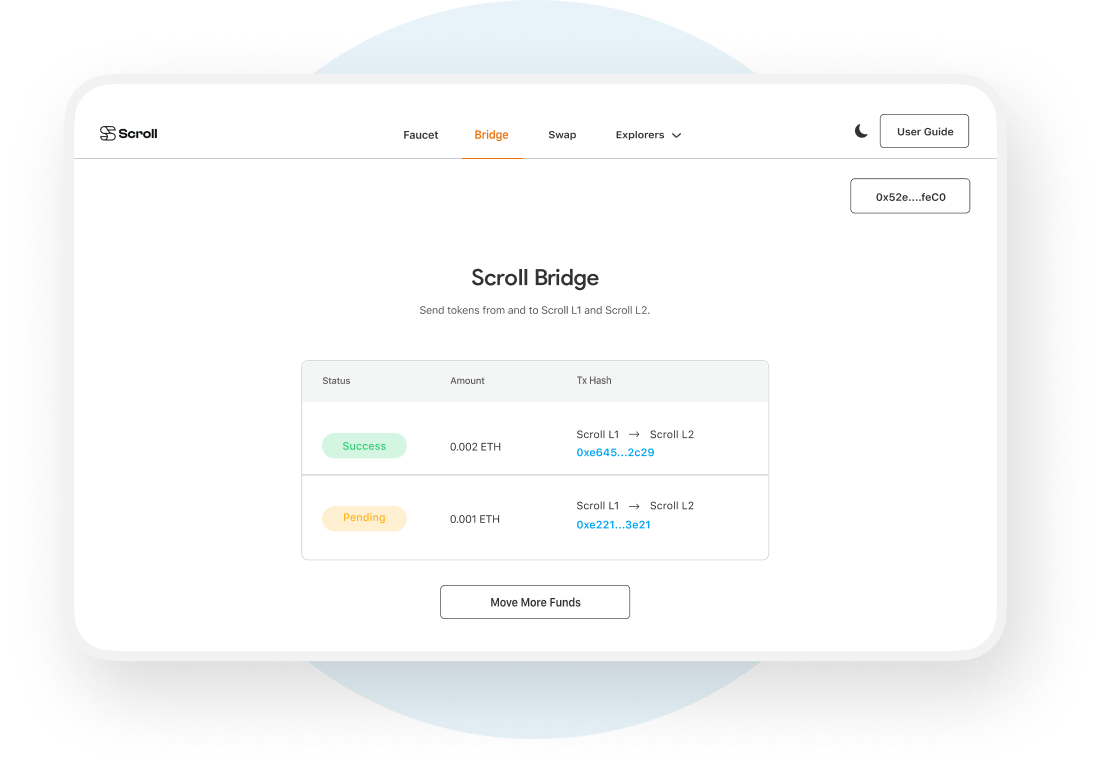 Scroll
Faucet Bridge Swap Explorers
User Guide
0x52e....feC0
Scroll Bridge
Send tokens from and to Scroll L1 and Scroll L2.
Status Amount Tx Hash
Success 0.002 ETH Scroll L1 → Scroll L2
0xe645...2c29
Pending 0.001 ETH Scroll L1 → Scroll L2
0xe221...3e21
Move More Funds